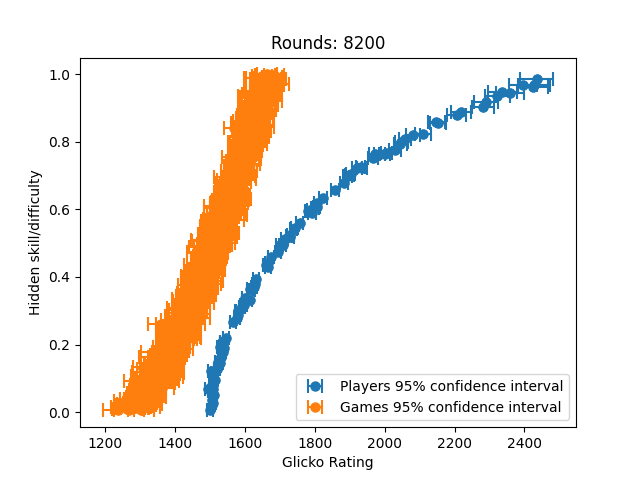 Rounds: 8200
1.0
0.8
0.6
0.4
0.2
0.0
Hidden skill/difficulty
Players 95% confidence interval
Games 95% confidence interval
1200 1400 1600 1800 2000 2200 2400
Glicko Rating